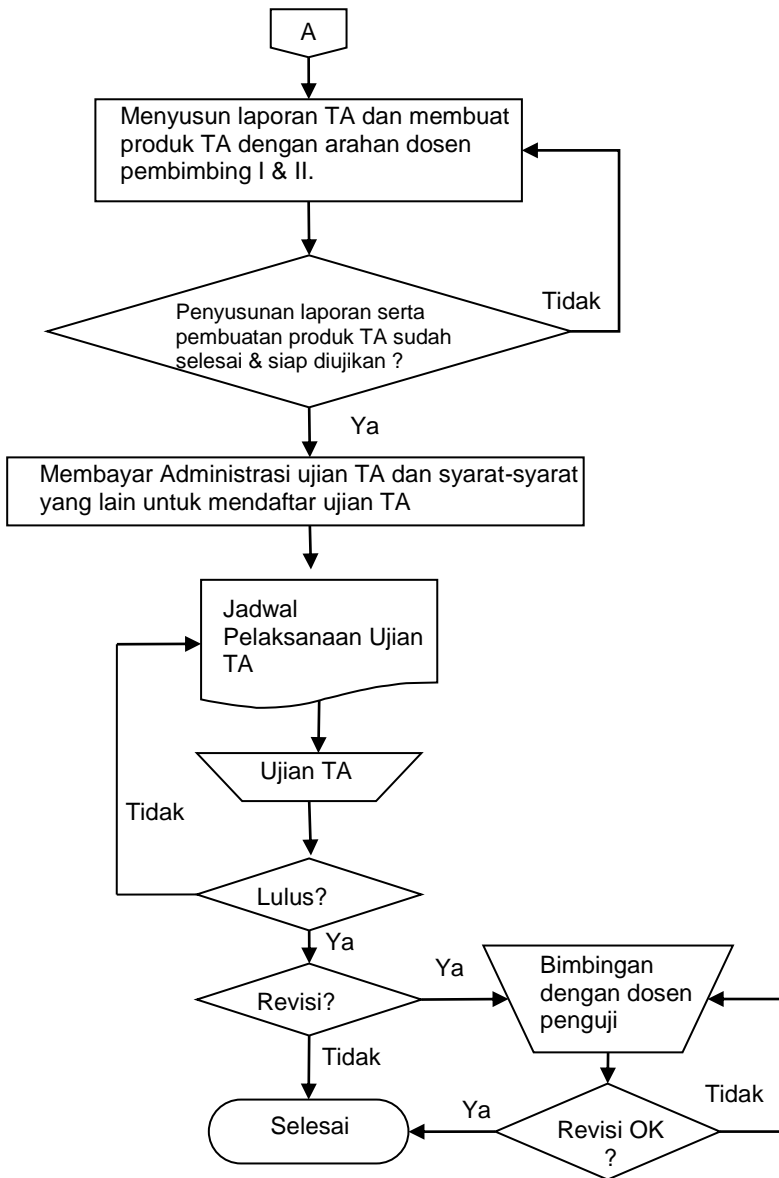 A
Menyusun laporan TA dan membuat
produk TA dengan arahan dosen
pembimbing I & II.
Tidak
Penyusunan laporan serta
pembuatan produk TA sudah
selesai & siap diujikan ?
Ya
Membayar Administrasi ujian TA dan syarat-syarat
yang lain untuk mendaftar ujian TA
Jadwal
Pelaksanaan Ujian
TA
Ujian TA
Tidak
Lulus?
Ya
Revisi?
Ya
Bimbingan
dengan dosen
penguji
Tidak
Selesai
Ya
Revisi OK
?
Tidak